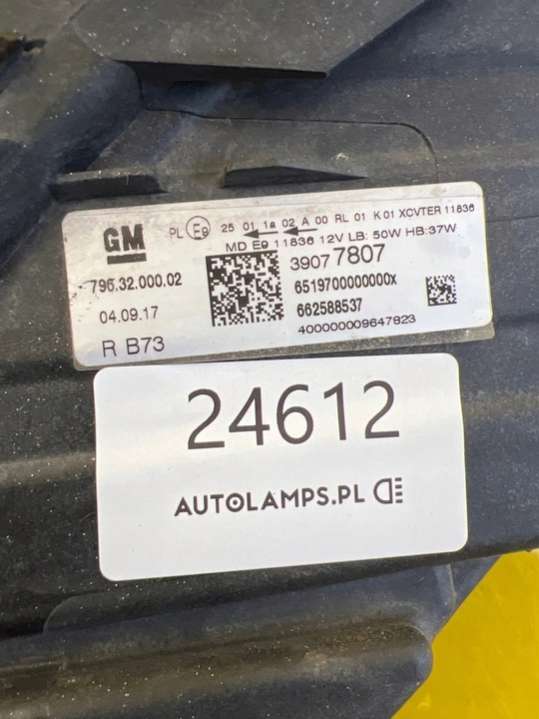 GM
PL E9 25 01 1a 02 A 00 RL 01 K01 XCVTER 11836
MD E9 11836 12V LB: 50W HB:37W
796.32.000.02
39077807
6519700000000X
04.09.17
662588537
400000009647823
R B73
24612
AUTOLAMPS.PL